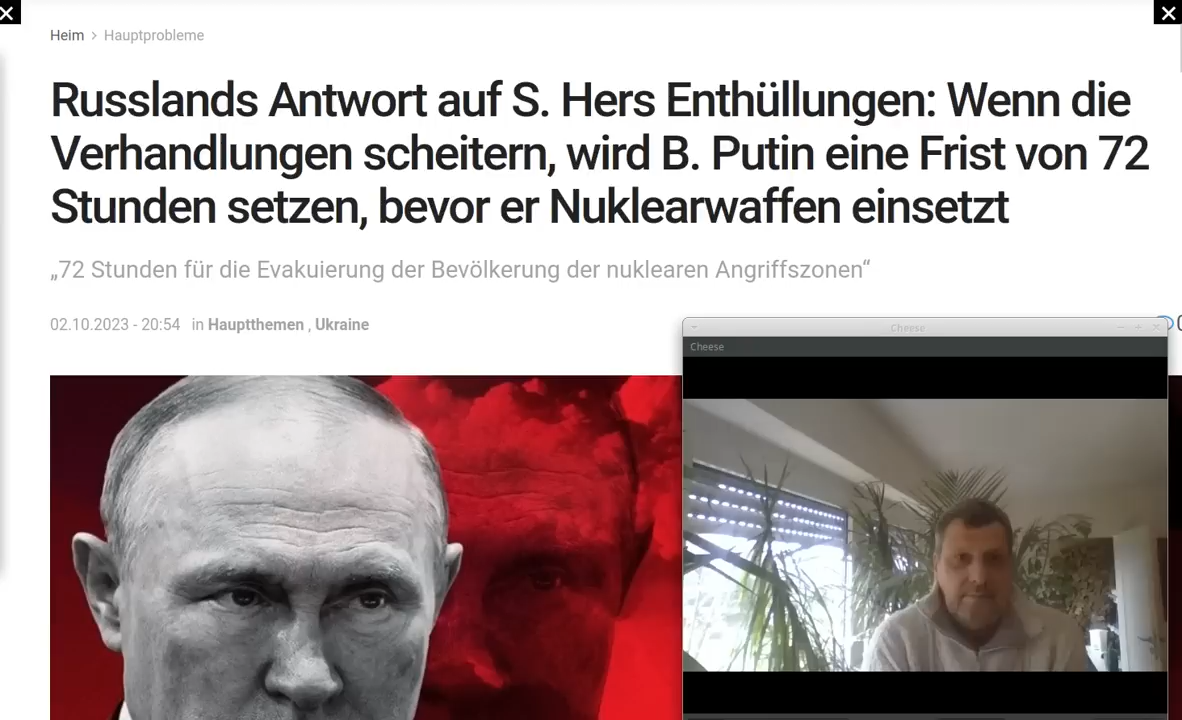 Heim > Hauptprobleme
Russlands Antwort auf S. Hers Enthüllungen: Wenn die
Verhandlungen scheitern, wird B. Putin eine Frist von 72
Stunden setzen, bevor er Nuklearwaffen einsetzt
„72 Stunden für die Evakuierung der Bevölkerung der nuklearen Angriffszonen“
02.10.2023 - 20:54 in Hauptthemen , Ukraine
Cheese
Cheese